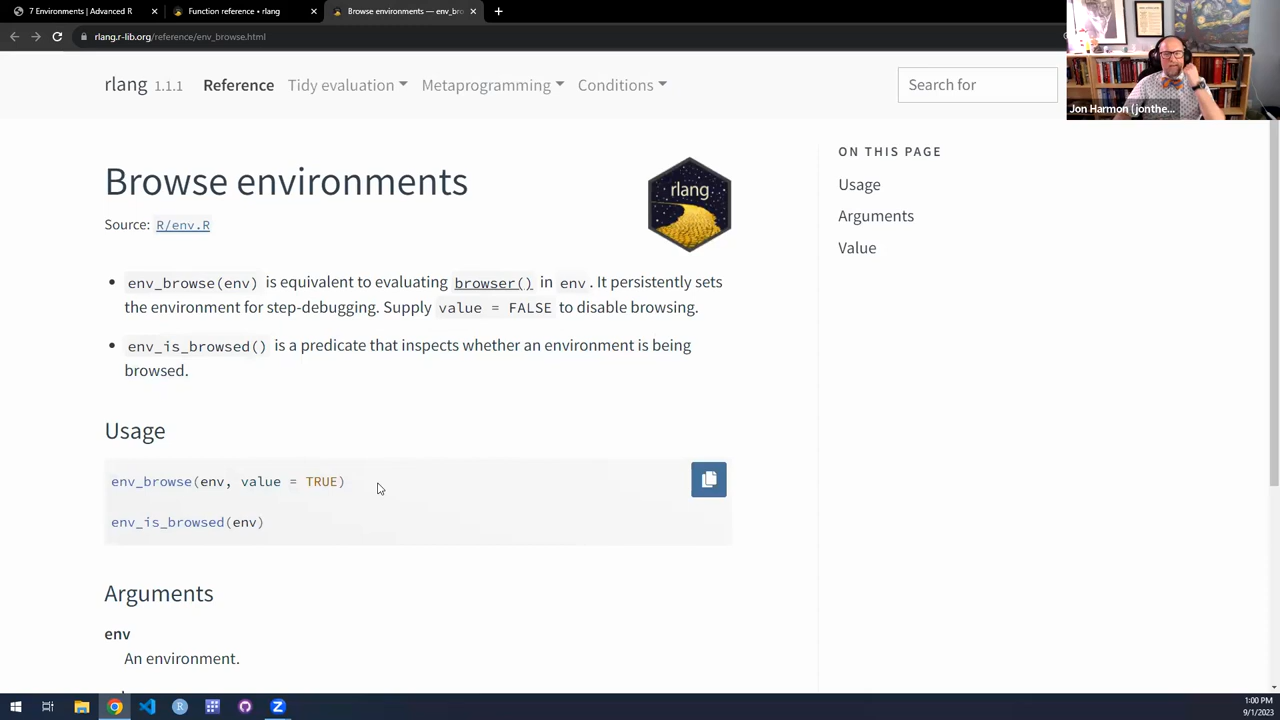 7 Environments | Advanced R
Function reference • rlang
Browse environments — env_bro
rlang.r-lib.org/reference/env_browse.html
rlang 1.1.1 Reference Tidy evaluation Metaprogramming Conditions Search for
Jon Harmon (jonthe...
Browse environments
rlang
Source: R/env.R
ON THIS PAGE
Usage
Arguments
Value
• env_browse(env) is equivalent to evaluating browser() in env. It persistently sets
the environment for step-debugging. Supply value = FALSE to disable browsing.
• env_is_browsed() is a predicate that inspects whether an environment is being
browsed.
Usage
env_browse(env, value = TRUE)
env_is_browsed(env)
Arguments
env
An environment.
1:00 PM
9/1/2023